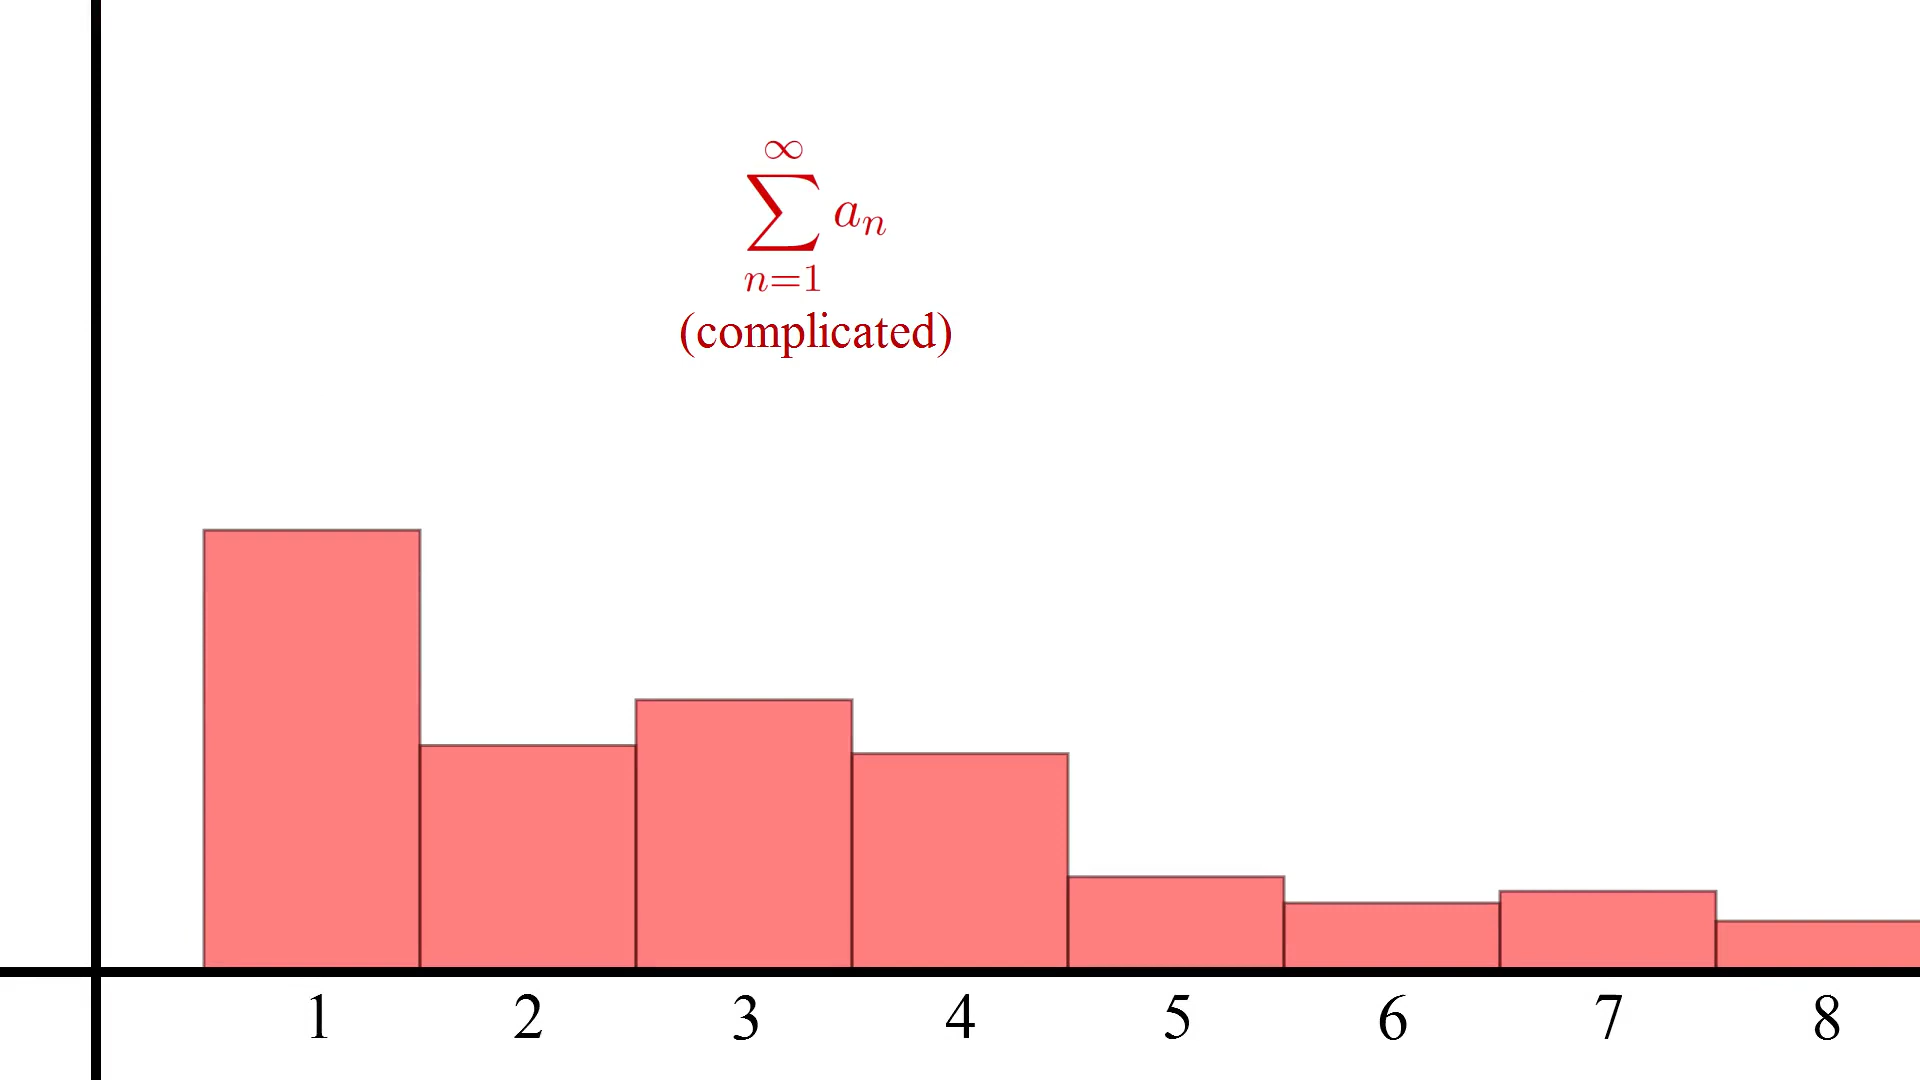 ∞
∑ aₙ
n=1
(complicated)
1 2 3 4 5 6 7 8